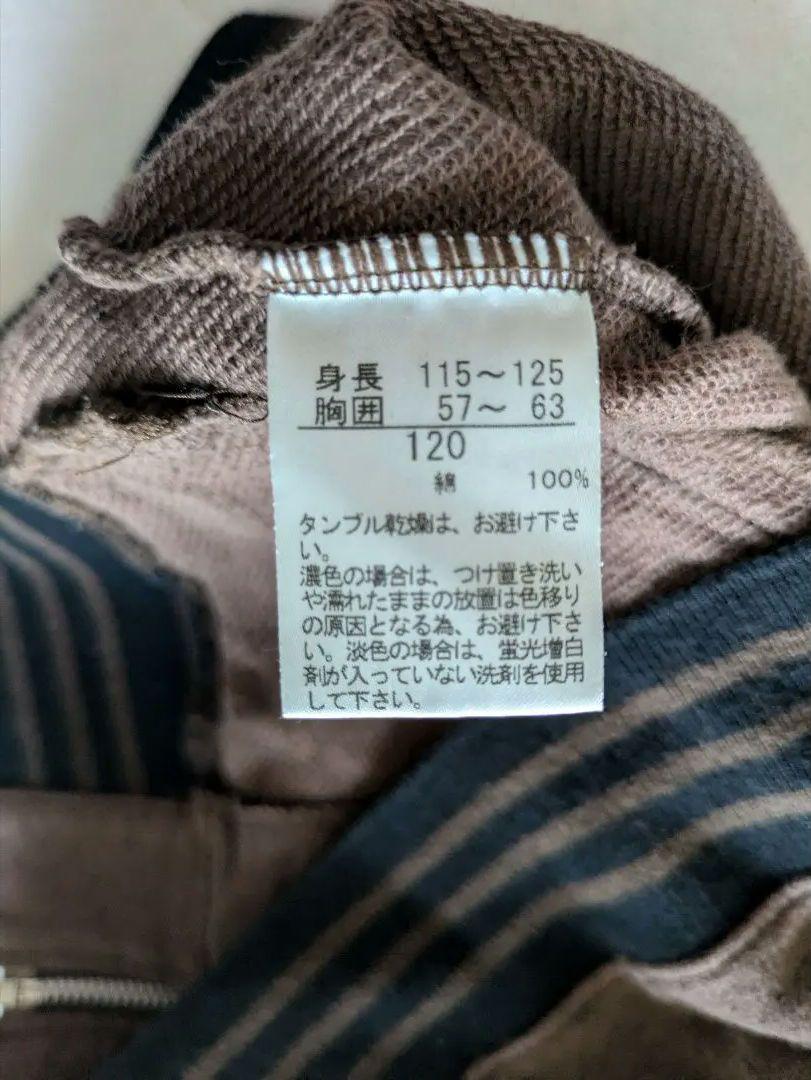 身長 115～125
胸囲 57～ 63
120
綿 100%
タンブル乾燥は、お避け下さ
い。
濃色の場合は、つけ置き洗い
や濡れたままの放置は色移り
の原因となる為、お避け下さ
い。淡色の場合は、蛍光増白
剤が入っていない洗剤を使用
して下さい。